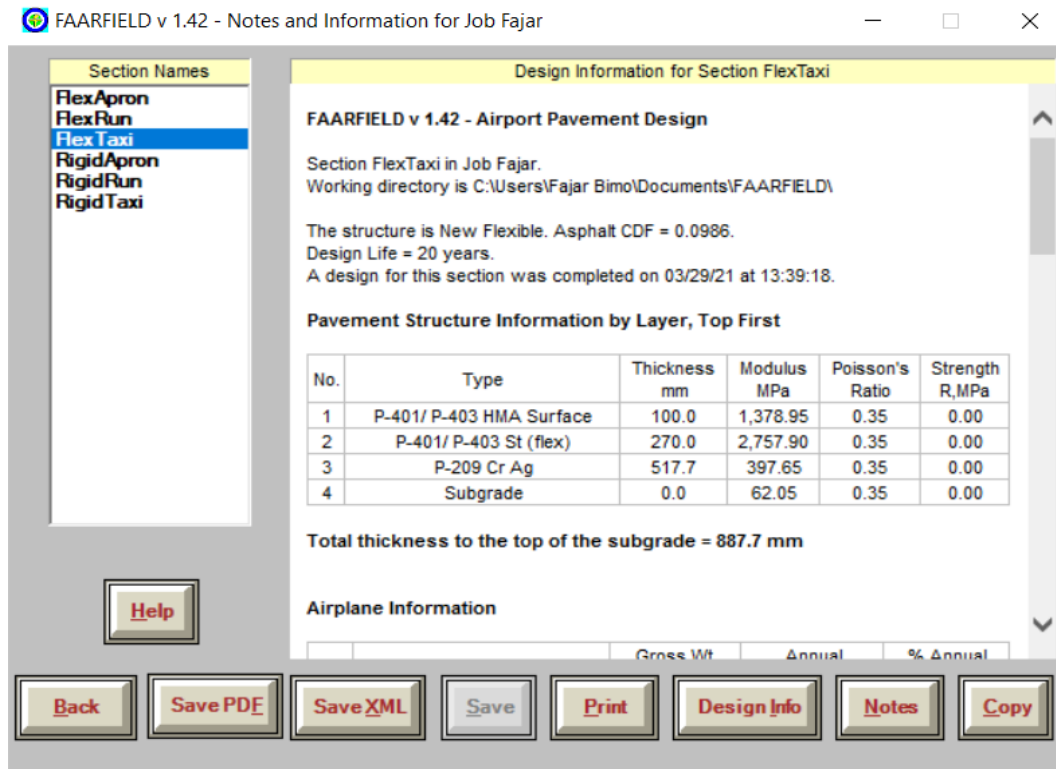 FAARFIELD v 1.42 - Notes and Information for Job Fajar
Section Names
FlexApron
FlexRun
FlexTaxi
RigidApron
RigidRun
RigidTaxi
Design Information for Section FlexTaxi
FAARFIELD v 1.42 - Airport Pavement Design
Section FlexTaxi in Job Fajar.
Working directory is C:\Users\Fajar Bimo\Documents\FAARFIELD\
The structure is New Flexible. Asphalt CDF = 0.0986.
Design Life = 20 years.
A design for this section was completed on 03/29/21 at 13:39:18.
Pavement Structure Information by Layer, Top First
No. Type Thickness mm Modulus MPa Poisson's Ratio Strength R,MPa
1 P-401/ P-403 HMA Surface 100.0 1,378.95 0.35 0.00
2 P-401/ P-403 St (flex) 270.0 2,757.90 0.35 0.00
3 P-209 Cr Ag 517.7 397.65 0.35 0.00
4 Subgrade 0.0 62.05 0.35 0.00
Total thickness to the top of the subgrade = 887.7 mm
Airplane Information
Gross Wt. Annual % Annual
Help
Back Save PDF Save XML Save Print Design Info Notes Copy